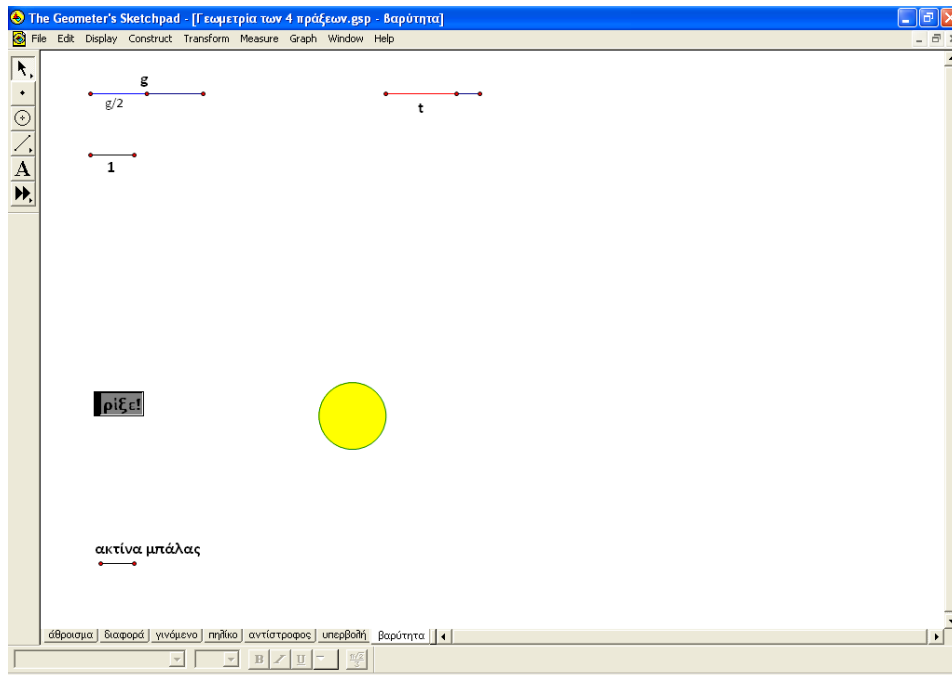 The Geometer's Sketchpad - [Γεωμετρία των 4 πράξεων.gsp - βαρύτητα]
File Edit Display Construct Transform Measure Graph Window Help
g
g/2
t
1
A
ρίξε!
ακτίνα μπάλας
άθροισμα διαφορά γινόμενο πηλίκο αντίστροφος υπερβολή βαρύτητα
B I U